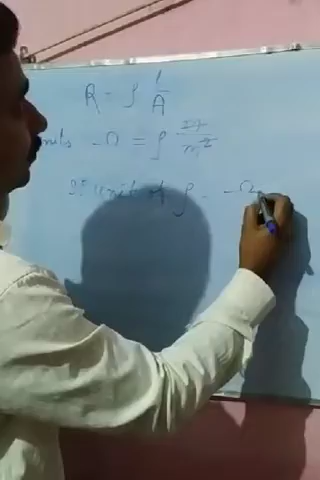 R = ρ l/A
units Ω = ρ m/m²
SI unit of ρ - Ω